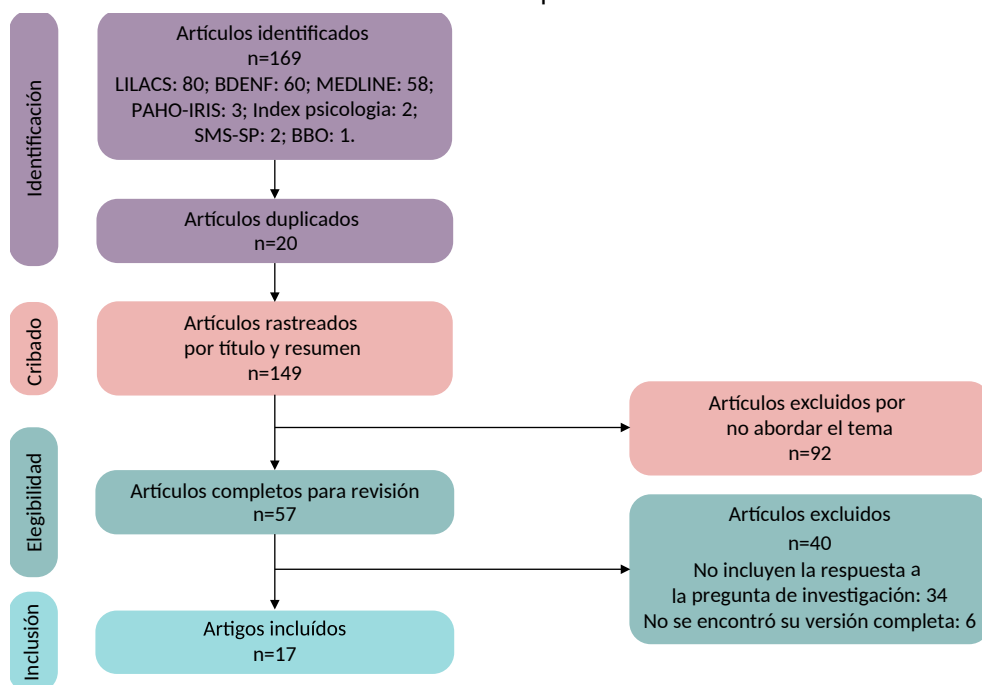 Identificación
Artículos identificados
n=169
LILACS: 80; BDENF: 60; MEDLINE: 58;
PAHO-IRIS: 3; Index psicologia: 2;
SMS-SP: 2; BBO: 1.
Artículos duplicados
n=20
Cribado
Artículos rastreados
por título y resumen
n=149
Artículos excluidos por
no abordar el tema
n=92
Elegibilidad
Artículos completos para revisión
n=57
Artículos excluidos
n=40
No incluyen la respuesta a
la pregunta de investigación: 34
No se encontró su versión completa: 6
Inclusión
Artigos incluídos
n=17